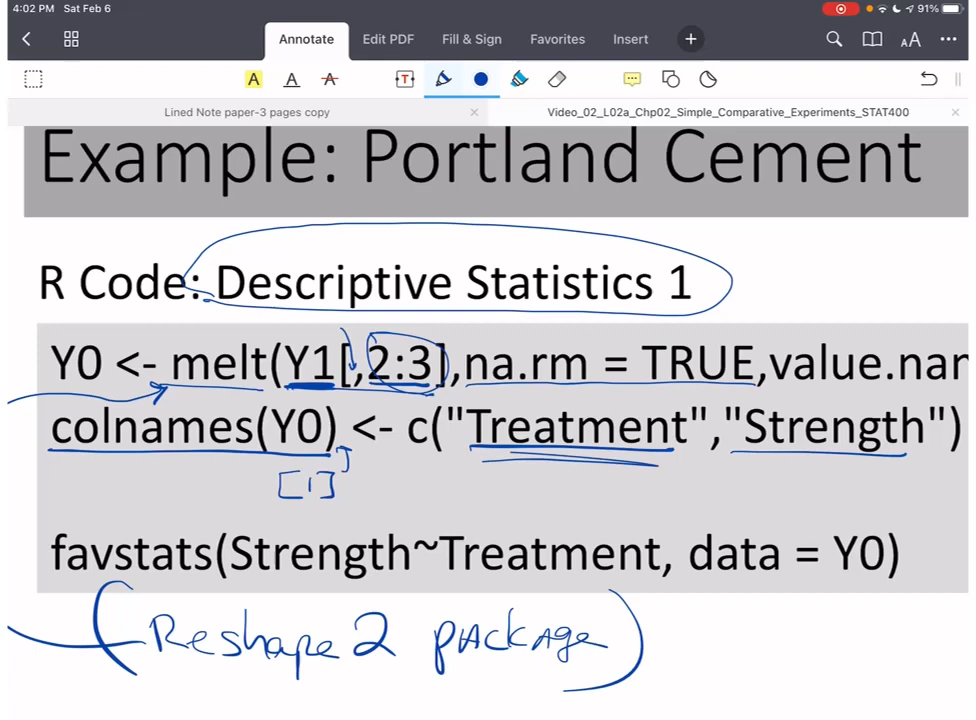 4:02 PM Sat Feb 6 91%
Annotate Edit PDF Fill & Sign Favorites Insert
Lined Note paper-3 pages copy Video_02_L02a_Chp02_Simple_Comparative_Experiments_STAT400
Example: Portland Cement
R Code: Descriptive Statistics 1
Y0 <- melt(Y1[,2:3],na.rm = TRUE,value.nam
colnames(Y0) <- c("Treatment","Strength")
[1]
favstats(Strength~Treatment, data = Y0)
(Reshape 2 package)